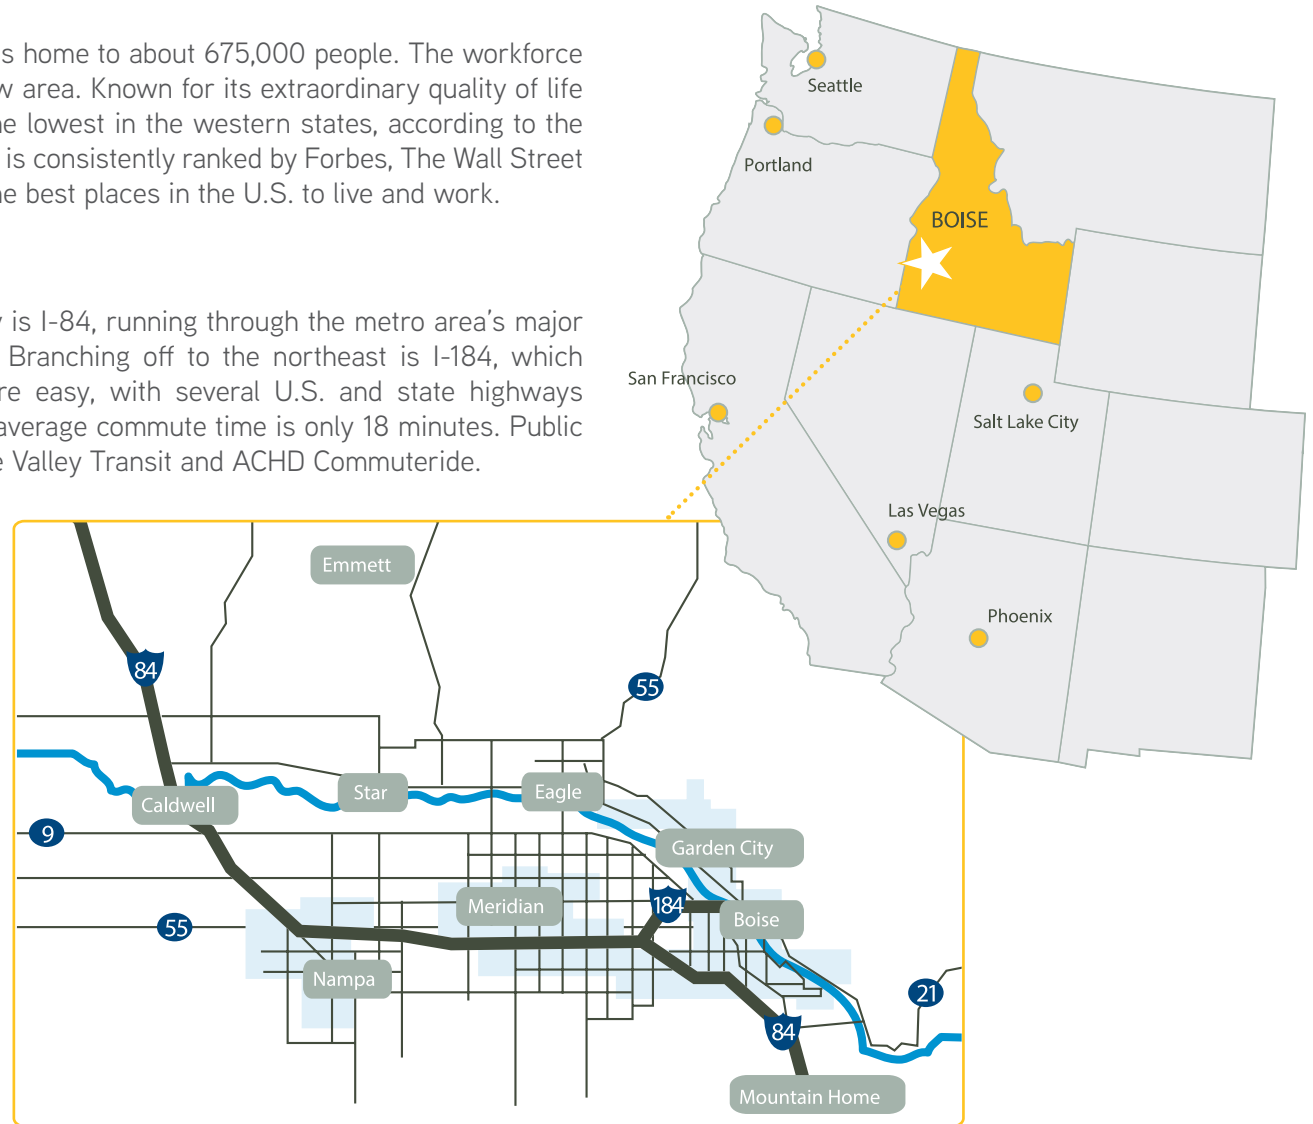 s home to about 675,000 people. The workforce
w area. Known for its extraordinary quality of life
he lowest in the western states, according to the
is consistently ranked by Forbes, The Wall Street
he best places in the U.S. to live and work.
y is I-84, running through the metro area’s major
Branching off to the northeast is I-184, which
re easy, with several U.S. and state highways
average commute time is only 18 minutes. Public
e Valley Transit and ACHD Commuteride.
Seattle
Portland
BOISE
San Francisco
Salt Lake City
Las Vegas
Phoenix
Emmett
84
55
Caldwell
Star
Eagle
9
Garden City
Meridian
184
55
Boise
Nampa
21
84
Mountain Home